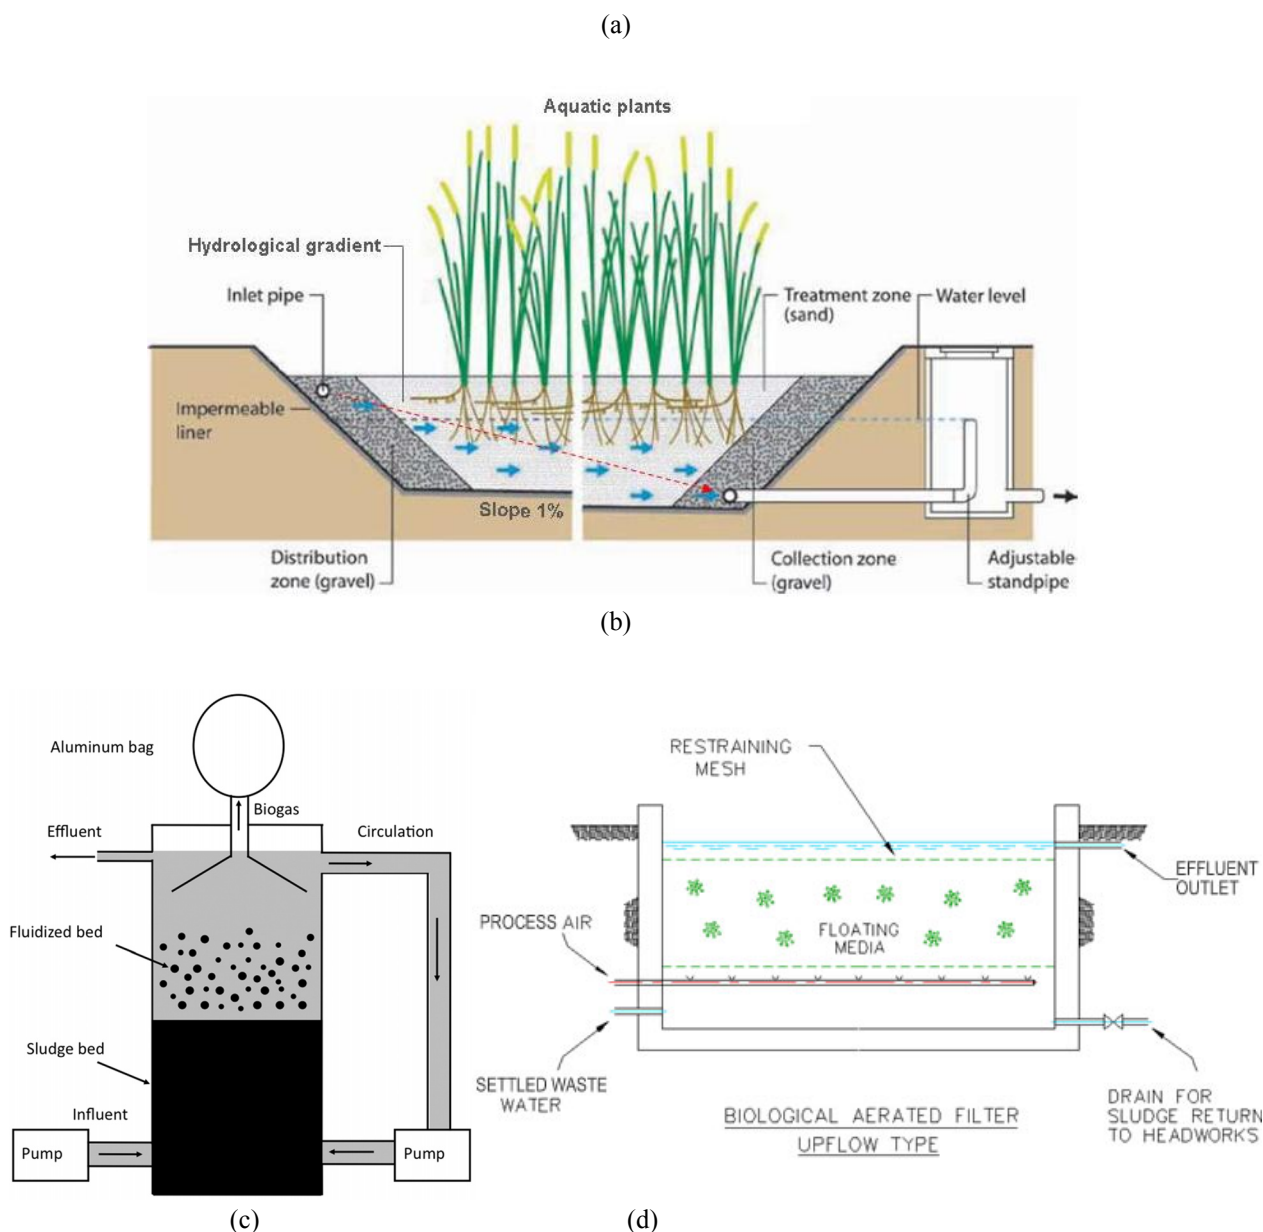 (a)
Aquatic plants
Hydrological gradient
Inlet pipe
Treatment zone
(sand)
Water level
Impermeable
liner
Slope 1%
Distribution
zone (gravel)
Collection zone
(gravel)
Adjustable
standpipe
(b)
Aluminum bag
Biogas
Effluent
Circulation
Fluidized bed
Sludge bed
Influent
Pump
Pump
(c)
RESTRAINING
MESH
EFFLUENT
OUTLET
PROCESS AIR
FLOATING
MEDIA
SETTLED WASTE
WATER
DRAIN FOR
SLUDGE RETURN
TO HEADWORKS
BIOLOGICAL AERATED FILTER
UPFLOW TYPE
(d)